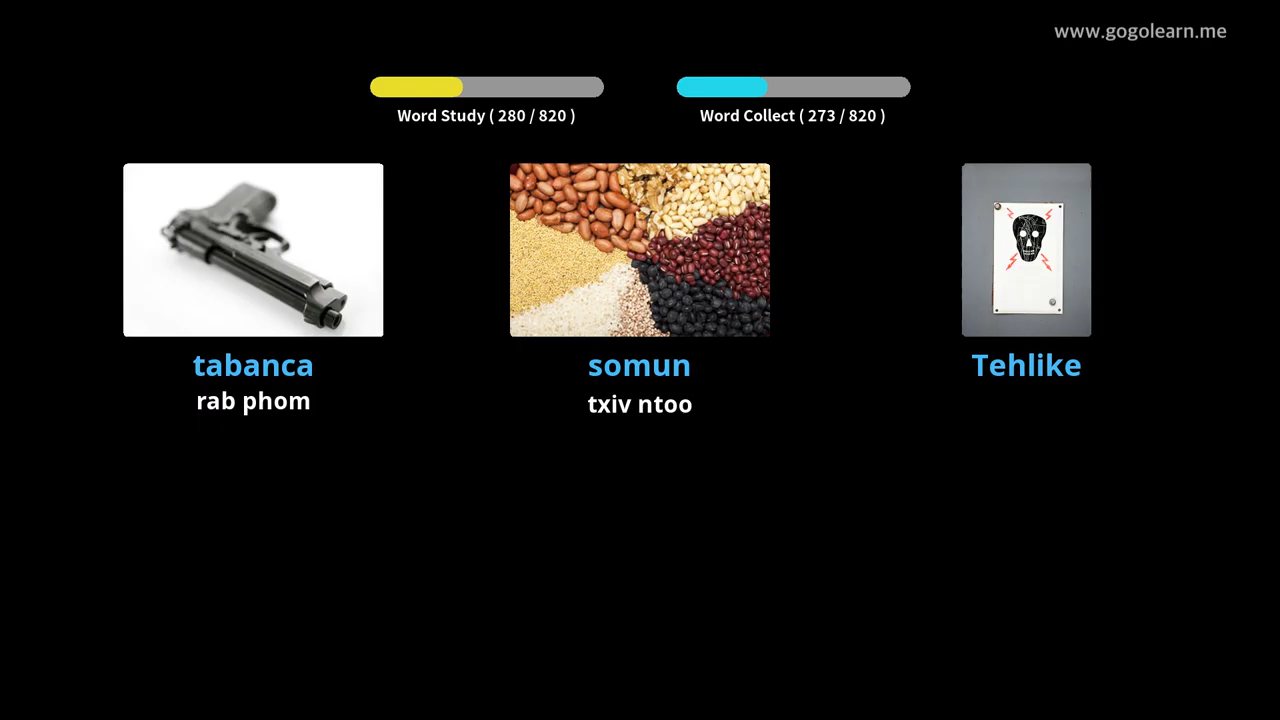 www.gogolearn.me
Word Study ( 280 / 820 )
Word Collect ( 273 / 820 )
tabanca
rab phom
somun
txiv ntoo
Tehlike